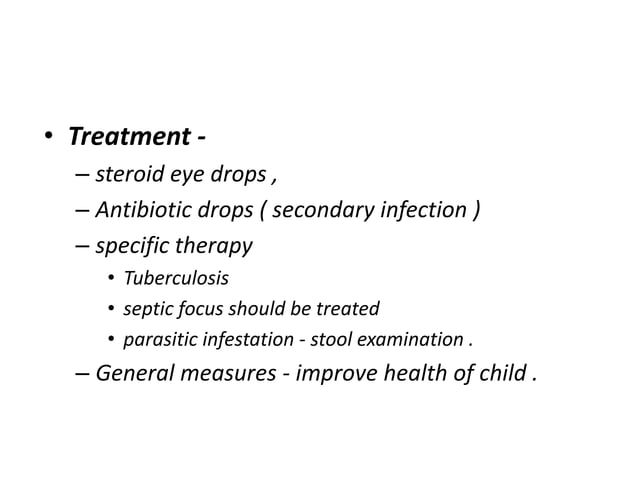 • Treatment -
– steroid eye drops ,
– Antibiotic drops ( secondary infection )
– specific therapy
• Tuberculosis
• septic focus should be treated
• parasitic infestation - stool examination .
– General measures - improve health of child .